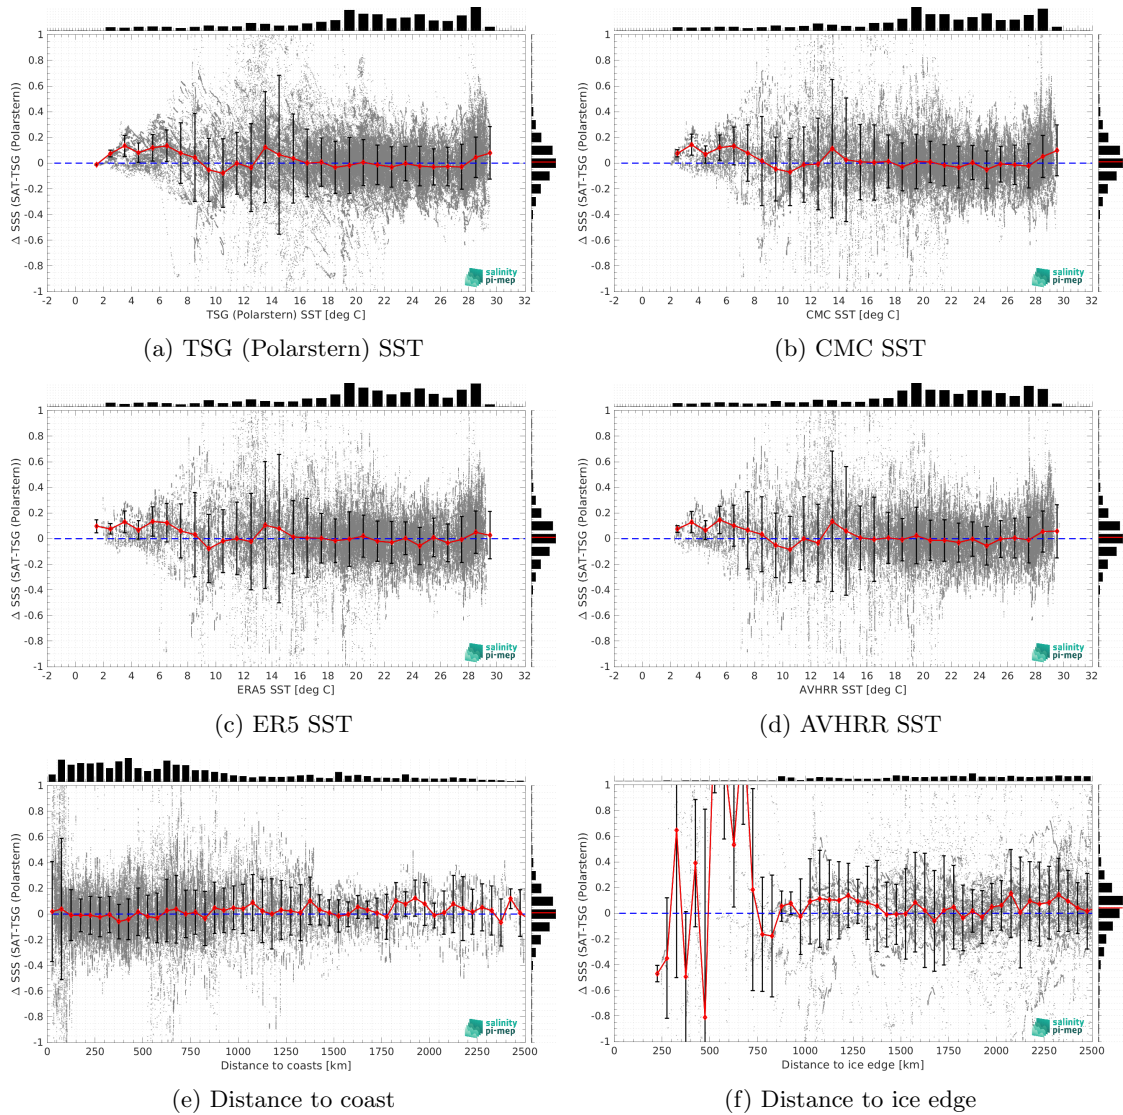 1
0.8
0.6
0.4
0.2
0
-0.2
-0.4
-0.6
-0.8
-1
Δ SSS (SAT-TSG (Polarstern))
salinity
pi-mep
-2 0 2 4 6 8 10 12 14 16 18 20 22 24 26 28 30 32
TSG (Polarstern) SST [deg C]
(a) TSG (Polarstern) SST
1
0.8
0.6
0.4
0.2
0
-0.2
-0.4
-0.6
-0.8
-1
Δ SSS (SAT-TSG (Polarstern))
salinity
pi-mep
-2 0 2 4 6 8 10 12 14 16 18 20 22 24 26 28 30 32
CMC SST [deg C]
(b) CMC SST
1
0.8
0.6
0.4
0.2
0
-0.2
-0.4
-0.6
-0.8
-1
Δ SSS (SAT-TSG (Polarstern))
salinity
pi-mep
-2 0 2 4 6 8 10 12 14 16 18 20 22 24 26 28 30 32
ERA5 SST [deg C]
(c) ER5 SST
1
0.8
0.6
0.4
0.2
0
-0.2
-0.4
-0.6
-0.8
-1
Δ SSS (SAT-TSG (Polarstern))
salinity
pi-mep
-2 0 2 4 6 8 10 12 14 16 18 20 22 24 26 28 30 32
AVHRR SST [deg C]
(d) AVHRR SST
1
0.8
0.6
0.4
0.2
0
-0.2
-0.4
-0.6
-0.8
-1
Δ SSS (SAT-TSG (Polarstern))
salinity
pi-mep
0 250 500 750 1000 1250 1500 1750 2000 2250 2500
Distance to coasts [km]
(e) Distance to coast
1
0.8
0.6
0.4
0.2
0
-0.2
-0.4
-0.6
-0.8
-1
Δ SSS (SAT-TSG (Polarstern))
salinity
pi-mep
0 250 500 750 1000 1250 1500 1750 2000 2250 2500
Distance to ice edge [km]
(f) Distance to ice edge